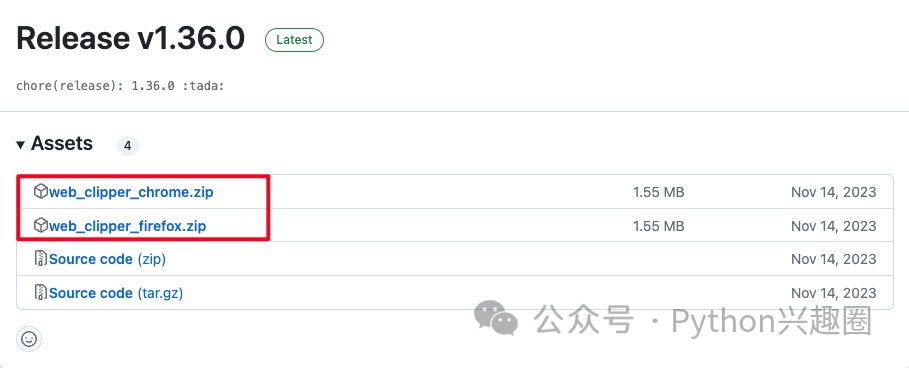 Release v1.36.0 Latest
chore(release): 1.36.0 :tada:
Assets 4
web_clipper_chrome.zip 1.55 MB Nov 14, 2023
web_clipper_firefox.zip 1.55 MB Nov 14, 2023
Source code (zip) Nov 14, 2023
Source code (tar.gz) Nov 14, 2023
公众号 · Python兴趣圈